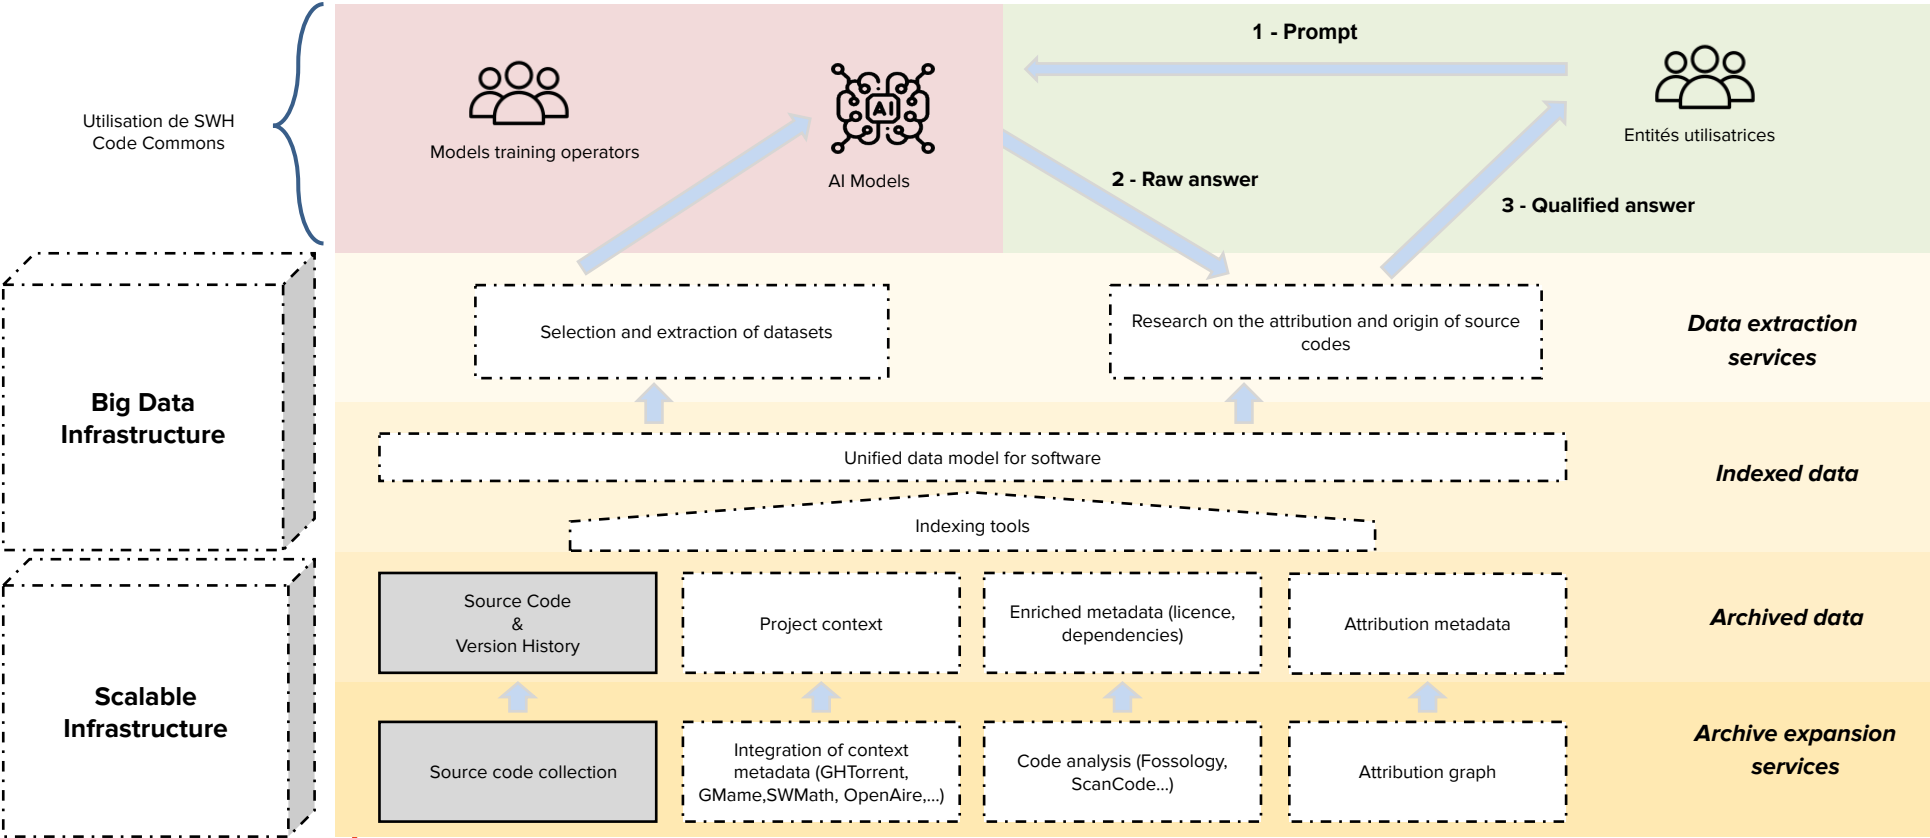 1 - Prompt
Utilisation de SWH
Code Commons
Models training operators
AI
AI Models
Entités utilisatrices
2 - Raw answer
3 - Qualified answer
Big Data
Infrastructure
Selection and extraction of datasets
Research on the attribution and origin of source
codes
Data extraction
services
Unified data model for software
Indexed data
Indexing tools
Scalable
Infrastructure
Source Code
&
Version History
Project context
Enriched metadata (licence,
dependencies)
Attribution metadata
Archived data
Source code collection
Integration of context
metadata (GHTorrent,
GMame,SWMath, OpenAire,...)
Code analysis (Fossology,
ScanCode...)
Attribution graph
Archive expansion
services